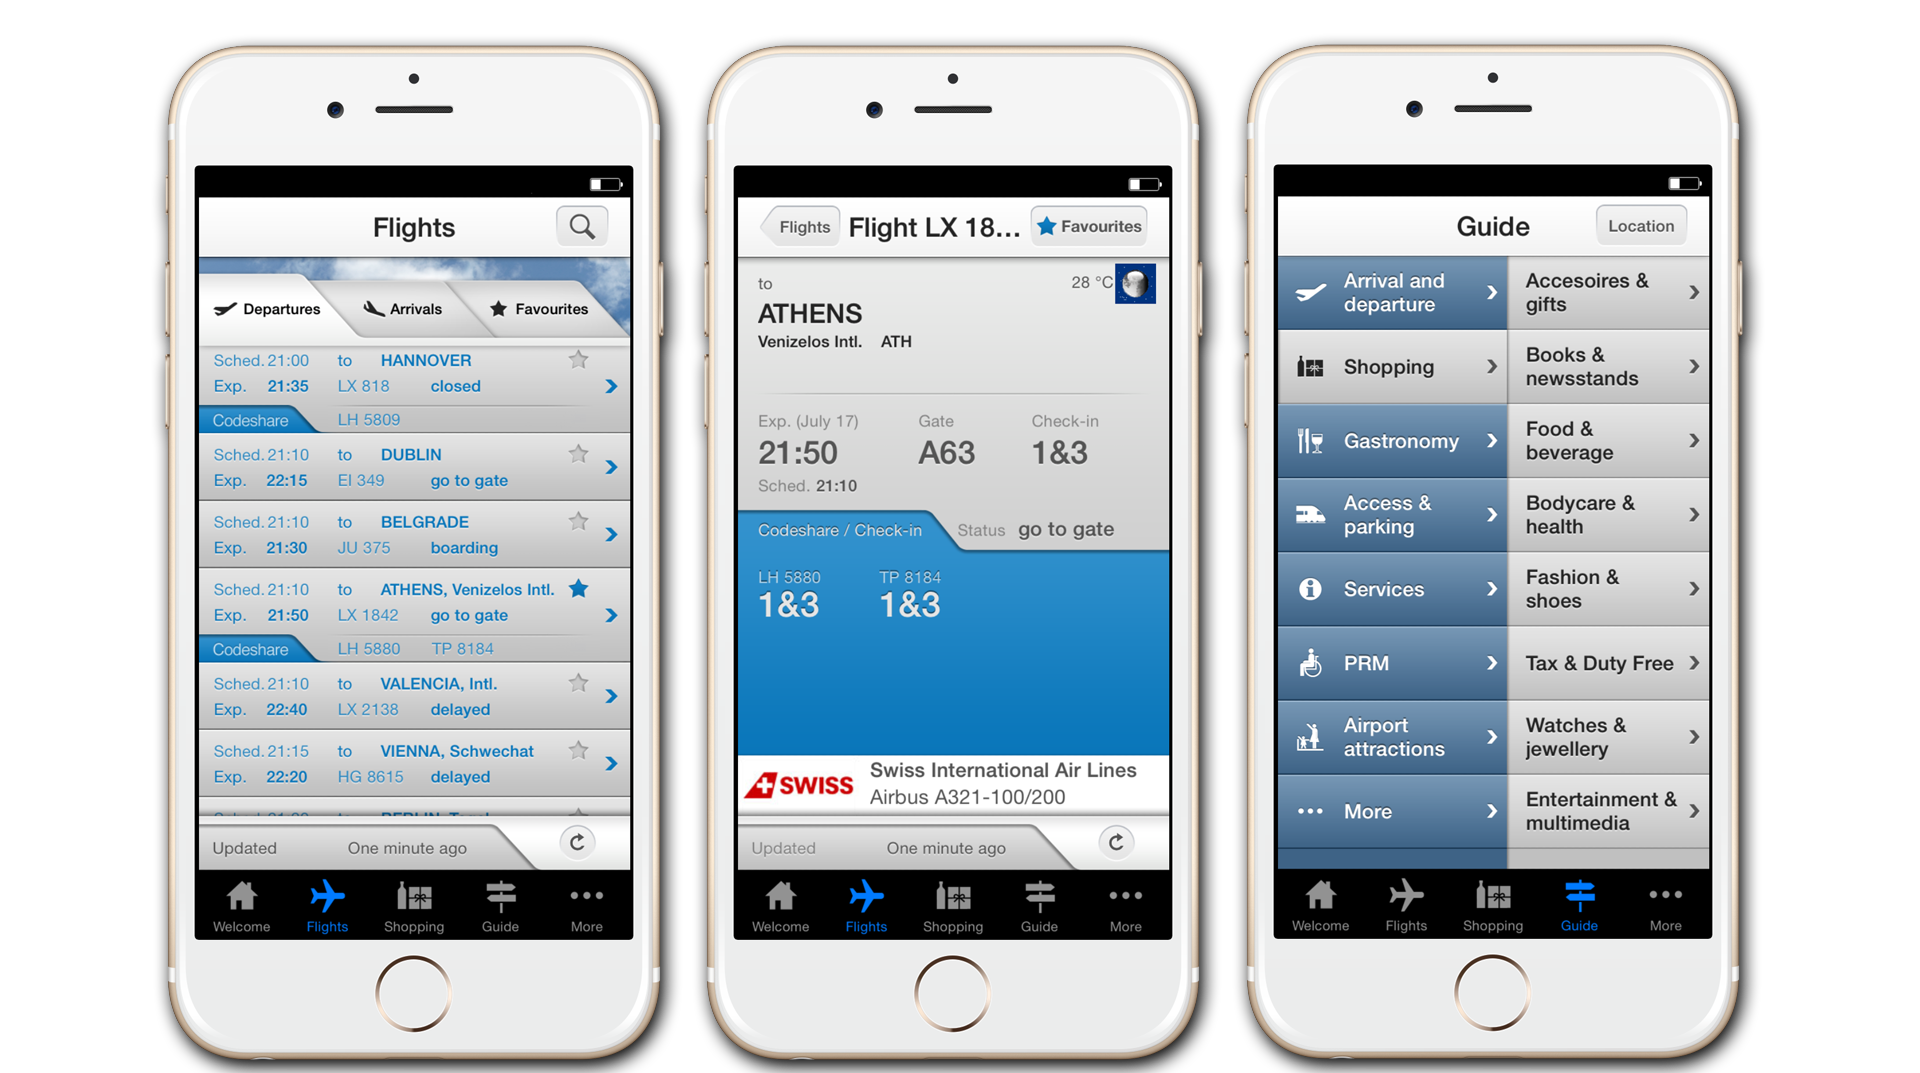 Flights
Departures Arrivals Favourites
Sched. 21:00 to HANNOVER
Exp. 21:35 LX 818 closed
Codeshare LH 5809
Sched. 21:10 to DUBLIN
Exp. 22:15 EI 349 go to gate
Sched. 21:10 to BELGRADE
Exp. 21:30 JU 375 boarding
Sched. 21:10 to ATHENS, Venizelos Intl.
Exp. 21:50 LX 1842 go to gate
Codeshare LH 5880 TP 8184
Sched. 21:10 to VALENCIA, Intl.
Exp. 22:40 LX 2138 delayed
Sched. 21:15 to VIENNA, Schwechat
Exp. 22:20 HG 8615 delayed
Updated One minute ago
Welcome Flights Shopping Guide More
Flights Flight LX 18... Favourites
to 28 °C
ATHENS
Venizelos Intl. ATH
Exp. (July 17) Gate Check-in
21:50 A63 1&3
Sched. 21:10
Codeshare / Check-in Status go to gate
LH 5880 TP 8184
1&3 1&3
SWISS Swiss International Air Lines
Airbus A321-100/200
Updated One minute ago
Welcome Flights Shopping Guide More
Guide Location
Arrival and
departure
Shopping
Gastronomy
Access &
parking
Services
PRM
Airport
attractions
More
Accesoires &
gifts
Books &
newsstands
Food &
beverage
Bodycare &
health
Fashion &
shoes
Tax & Duty Free
Watches &
jewellery
Entertainment &
multimedia
Welcome Flights Shopping Guide More